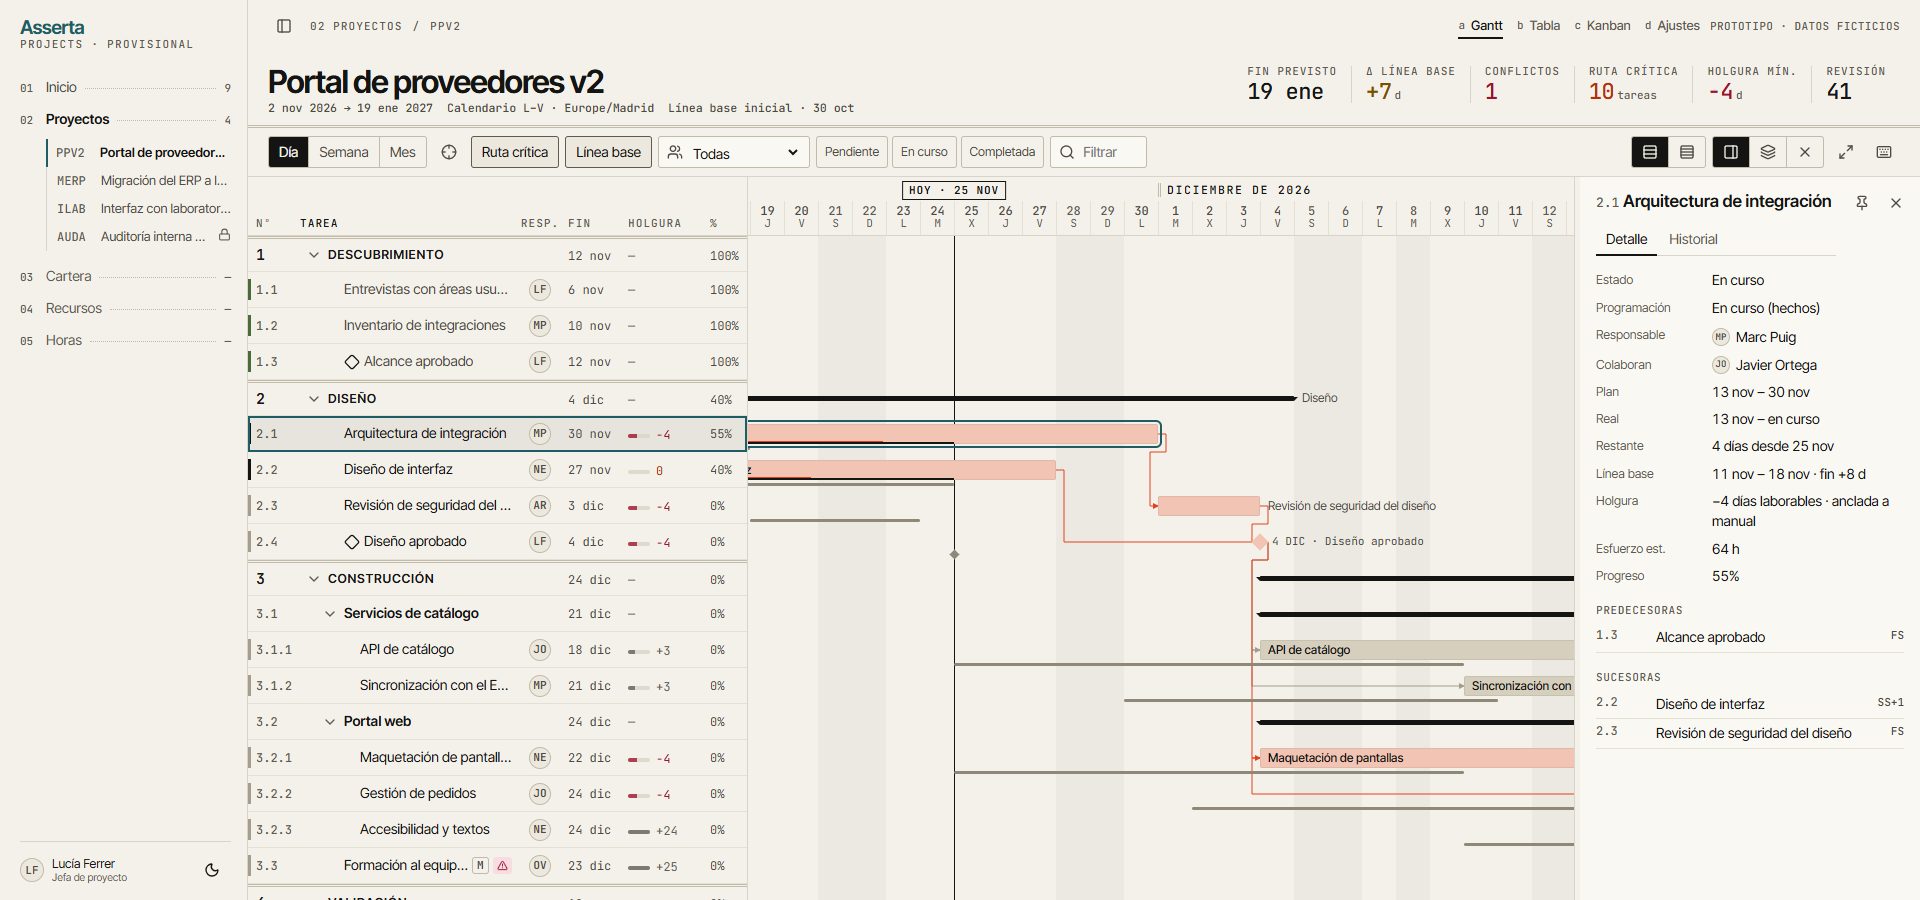 Asserta
PROJECTS · PROVISIONAL
01 Inicio 9
02 Proyectos 4
PPV2 Portal de proveedor...
MERP Migración del ERP a l...
ILAB Interfaz con laborator...
AUDA Auditoría interna ...
03 Cartera –
04 Recursos –
05 Horas –
LF Lucía Ferrer
Jefa de proyecto
02 PROYECTOS / PPV2
a Gantt b Tabla c Kanban d Ajustes PROTOTIPO · DATOS FICTICIOS
Portal de proveedores v2
2 nov 2026 → 19 ene 2027 Calendario L–V · Europe/Madrid Línea base inicial · 30 oct
FIN PREVISTO Δ LÍNEA BASE CONFLICTOS RUTA CRÍTICA HOLGURA MÍN. REVISIÓN
19 ene +7 d 1 10 tareas -4 d 41
Día Semana Mes Ruta crítica Línea base Todas Pendiente En curso Completada Filtrar
HOY · 25 NOV DICIEMBRE DE 2026
Nº TAREA RESP. FIN HOLGURA %
19 20 21 22 23 24 25 26 27 28 29 30 1 2 3 4 5 6 7 8 9 10 11 12
J V S D L M X J V S D L M X J V S D L M X J V S
1 DESCUBRIMIENTO 12 nov – 100%
1.1 Entrevistas con áreas usu... LF 6 nov – 100%
1.2 Inventario de integraciones MP 10 nov – 100%
1.3 Alcance aprobado LF 12 nov – 100%
2 DISEÑO 4 dic – 40% Diseño
2.1 Arquitectura de integración MP 30 nov -4 55%
2.2 Diseño de interfaz NE 27 nov 0 40%
2.3 Revisión de seguridad del ... AR 3 dic -4 0% Revisión de seguridad del diseño
2.4 Diseño aprobado LF 4 dic -4 0% 4 DIC · Diseño aprobado
3 CONSTRUCCIÓN 24 dic – 0%
3.1 Servicios de catálogo 21 dic – 0%
3.1.1 API de catálogo JO 18 dic +3 0% API de catálogo
3.1.2 Sincronización con el E... MP 21 dic +3 0% Sincronización con
3.2 Portal web 24 dic – 0%
3.2.1 Maquetación de pantall... NE 22 dic -4 0% Maquetación de pantallas
3.2.2 Gestión de pedidos JO 24 dic -4 0%
3.2.3 Accesibilidad y textos NE 24 dic +24 0%
3.3 Formación al equip... M OV 23 dic +25 0%
2.1 Arquitectura de integración
Detalle Historial
Estado En curso
Programación En curso (hechos)
Responsable MP Marc Puig
Colaboran JO Javier Ortega
Plan 13 nov – 30 nov
Real 13 nov – en curso
Restante 4 días desde 25 nov
Línea base 11 nov – 18 nov · fin +8 d
Holgura −4 días laborables · anclada a
manual
Esfuerzo est. 64 h
Progreso 55%
PREDECESORAS
1.3 Alcance aprobado FS
SUCESORAS
2.2 Diseño de interfaz SS+1
2.3 Revisión de seguridad del diseño FS